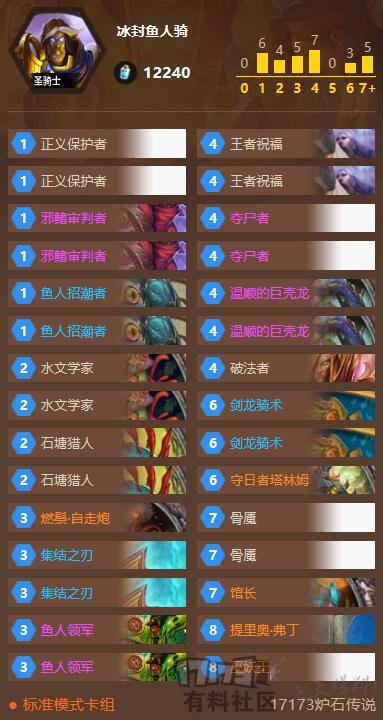 冰封鱼人骑
圣骑士
12240
0 6 4 5 7 0 3 5
0 1 2 3 4 5 6 7+
1 正义保护者
1 正义保护者
1 邪鳍审判者
1 邪鳍审判者
1 鱼人招潮者
1 鱼人招潮者
2 水文学家
2 水文学家
2 石塘猎人
2 石塘猎人
3 燃鬃·自走炮
3 集结之刃
3 集结之刃
3 鱼人领军
3 鱼人领军
4 王者祝福
4 王者祝福
4 夺尸者
4 夺尸者
4 温顺的巨壳龙
4 温顺的巨壳龙
4 破法者
6 剑龙骑术
6 剑龙骑术
6 守日者塔林姆
7 骨魇
7 骨魇
7 馆长
8 提里奥·弗丁
8 巫妖王
有料社区
标准模式卡组
17173炉石传说